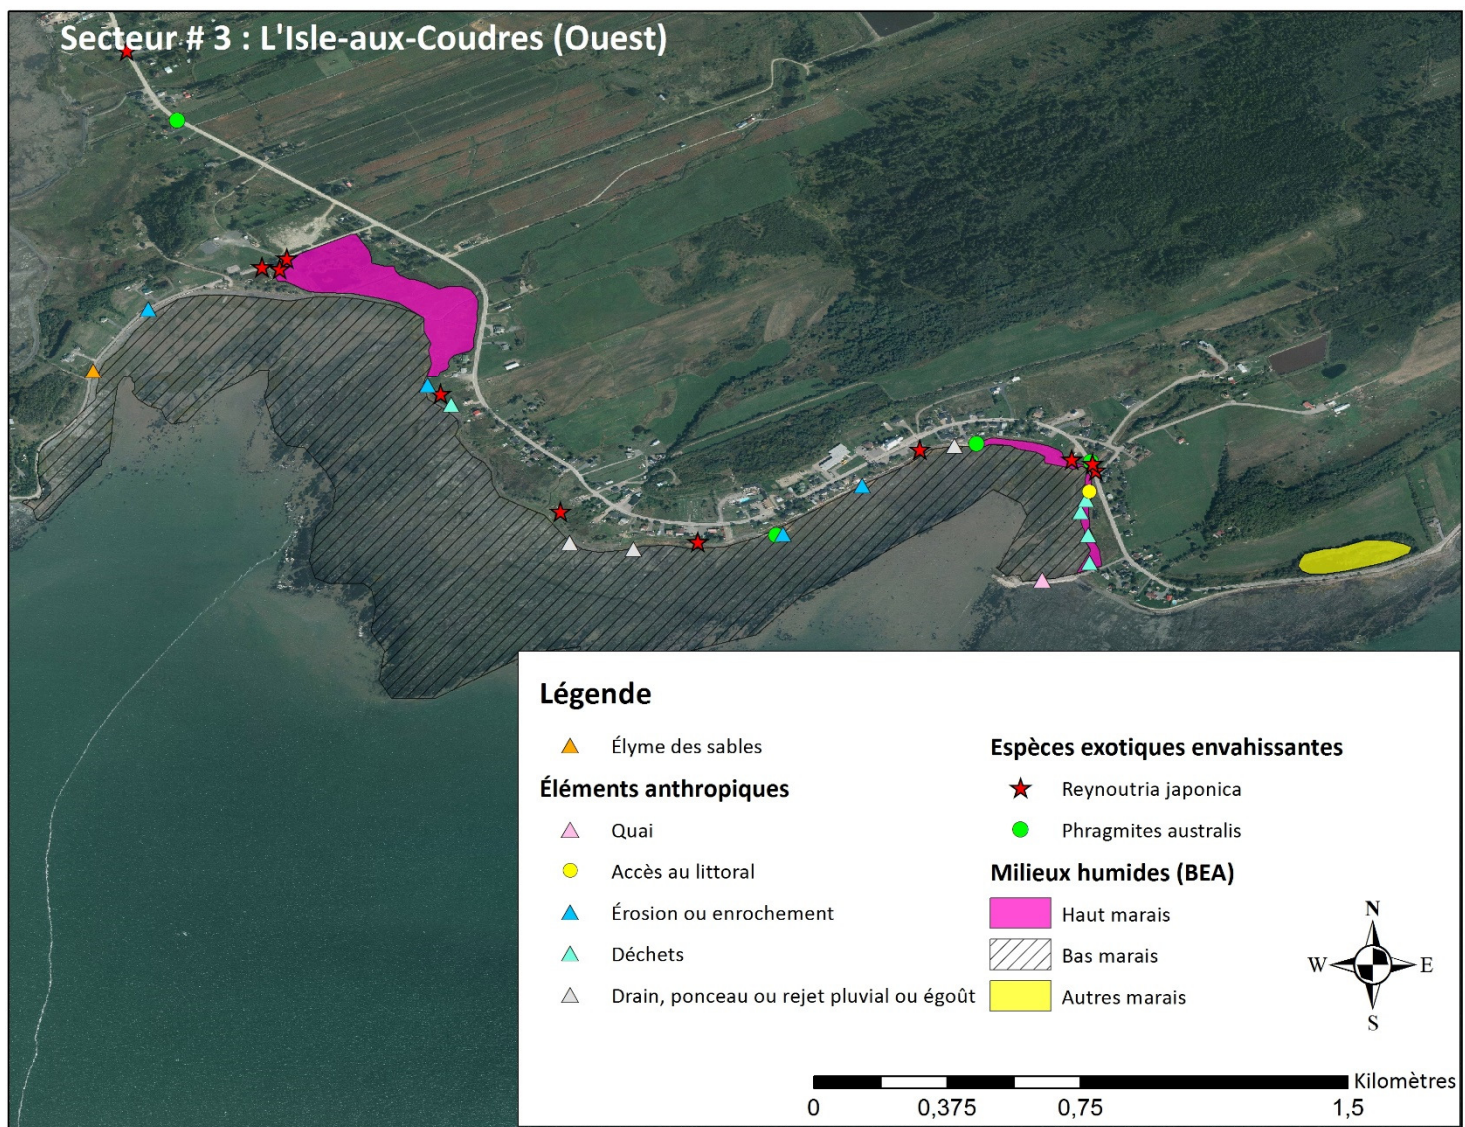 Secteur # 3 : L'Isle-aux-Coudres (Ouest)
Légende
Élyme des sables
Éléments anthropiques
Quai
Accès au littoral
Érosion ou enrochement
Déchets
Drain, ponceau ou rejet pluvial ou égoût
Espèces exotiques envahissantes
Reynoutria japonica
Phragmites australis
Milieux humides (BEA)
Haut marais
Bas marais
Autres marais
N
W E
S
Kilomètres
0 0,375 0,75 1,5